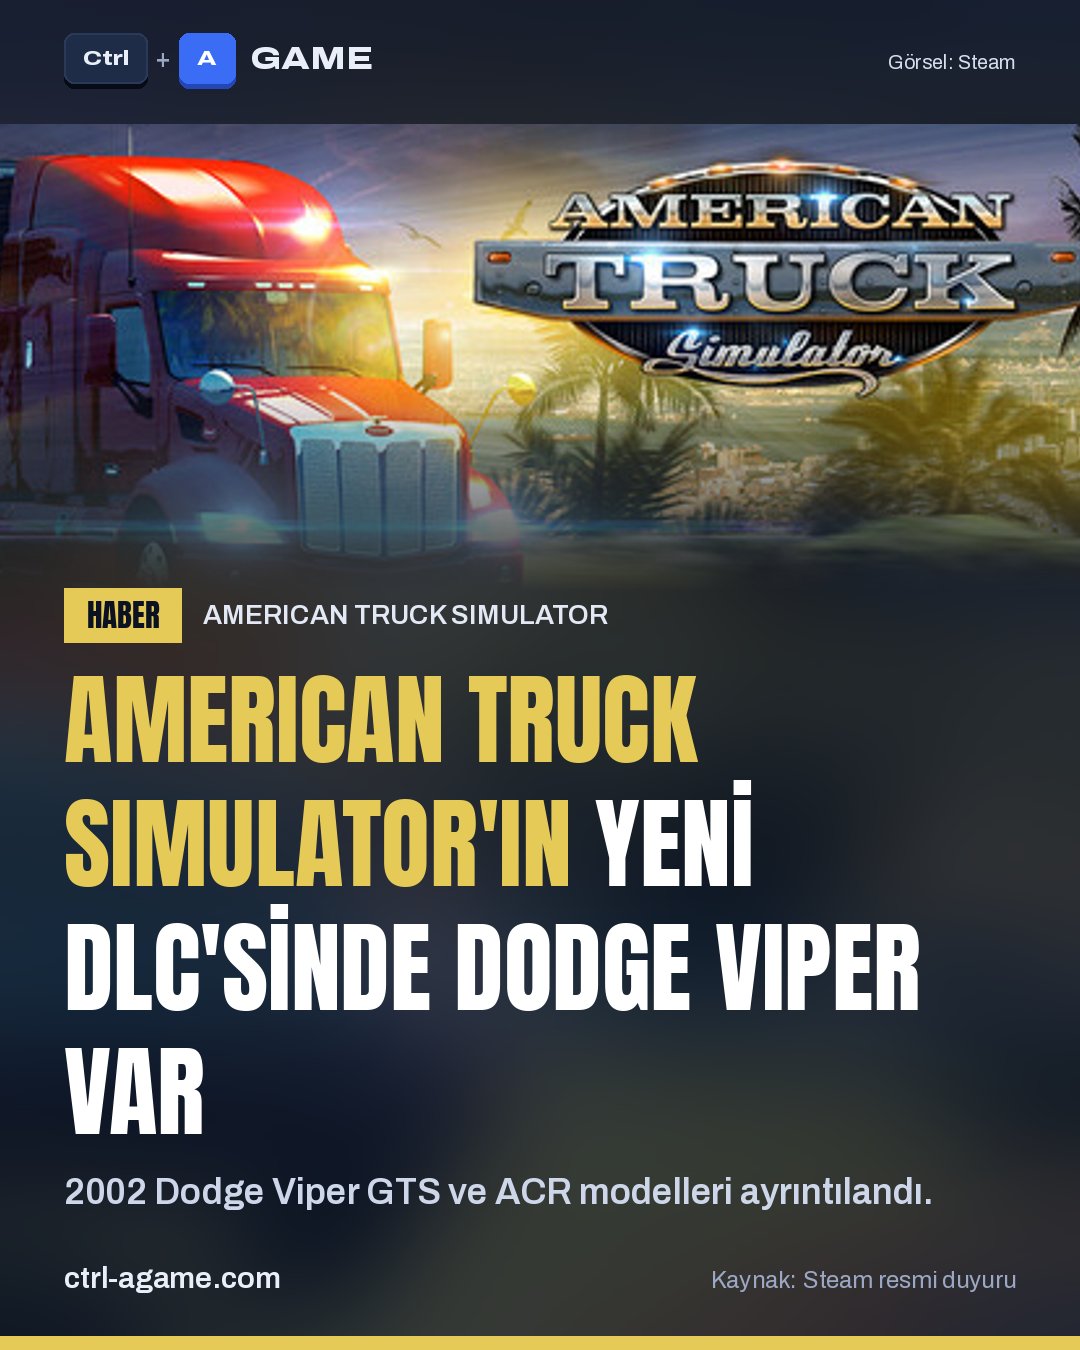 Ctrl + A GAME
Görsel: Steam
AMERICAN
TRUCK
Simulator
HABER AMERICAN TRUCK SIMULATOR
AMERICAN TRUCK
SIMULATOR'IN YENİ
DLC'SİNDE DODGE VIPER
VAR
2002 Dodge Viper GTS ve ACR modelleri ayrıntılandı.
ctrl-agame.com
Kaynak: Steam resmi duyuru